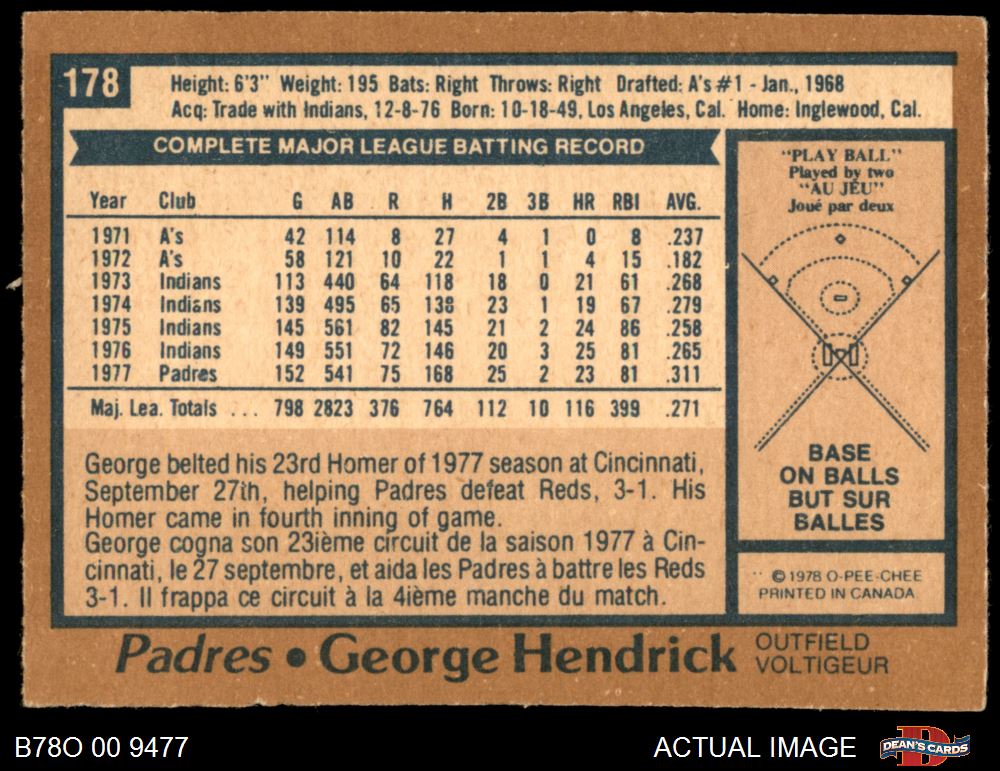 178
Height: 6'3" Weight: 195 Bats: Right Throws: Right Drafted: A's #1 - Jan., 1968
Acq: Trade with Indians, 12-8-76 Born: 10-18-49, Los Angeles, Cal. Home: Inglewood, Cal.
COMPLETE MAJOR LEAGUE BATTING RECORD
Year Club G AB R H 2B 3B HR RBI AVG.
1971 A's 42 114 8 27 4 1 0 8 .237
1972 A's 58 121 10 22 1 1 4 15 .182
1973 Indians 113 440 64 118 18 0 21 61 .268
1974 Indians 139 495 65 138 23 1 19 67 .279
1975 Indians 145 561 82 145 21 2 24 86 .258
1976 Indians 149 551 72 146 20 3 25 81 .265
1977 Padres 152 541 75 168 25 2 23 81 .311
Maj. Lea. Totals ... 798 2823 376 764 112 10 116 399 .271
George belted his 23rd Homer of 1977 season at Cincinnati,
September 27th, helping Padres defeat Reds, 3-1. His
Homer came in fourth inning of game.
George cogna son 23ième circuit de la saison 1977 à Cin-
cinnati, le 27 septembre, et aida les Padres à battre les Reds
3-1. Il frappa ce circuit à la 4ième manche du match.
"PLAY BALL"
Played by two
"AU JEU"
Joué par deux
BASE
ON BALLS
BUT SUR
BALLES
© 1978 O-PEE-CHEE
PRINTED IN CANADA
Padres • George Hendrick
OUTFIELD
VOLTIGEUR
B78O 00 9477
ACTUAL IMAGE
DEAN'S CARDS